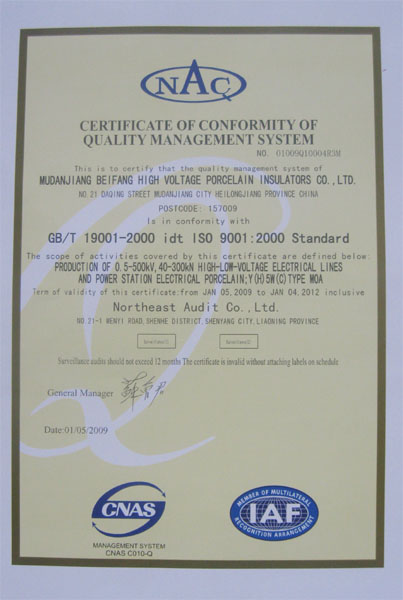 NAC
CERTIFICATE OF CONFORMITY OF
QUALITY MANAGEMENT SYSTEM
NO. 01009Q10004R3M
This is to certify that the quality management system of
MUDANJIANG BEIFANG HIGH VOLTAGE PORCELAIN INSULATORS CO.,LTD.
NO.21 DAQING STREET MUDANJIANG CITY HEILONGJIANG PROVINCE CHINA
POSTCODE: 157009
Is in conformity with
GB/T 19001-2000 idt ISO 9001:2000 Standard
The scope of activities covered by this certificate are defined below:
PRODUCTION OF 0.5-500kV,40-300kN HIGH-LOW-VOLTAGE ELECTRICAL LINES
AND POWER STATION ELECTRICAL PORCELAIN;Y(H)5W(C)TYPE MOA
Term of validity of this certificate:from JAN 05,2009 to JAN 04,2012 inclusive
Northeast Audit Co.,Ltd.
NO.21-1 WENYI ROAD,SHENHE DISTRICT,SHENYANG CITY,LIAONING PROVINCE
Surveillance audits should not exceed 12 months The certificate is invalid without attaching labels on schedule
General Manager
Date:01/05/2009
CNAS
MANAGEMENT SYSTEM
CNAS C010-Q
MEMBER OF MULTILATERAL
IAF
RECOGNITION ARRANGEMENT